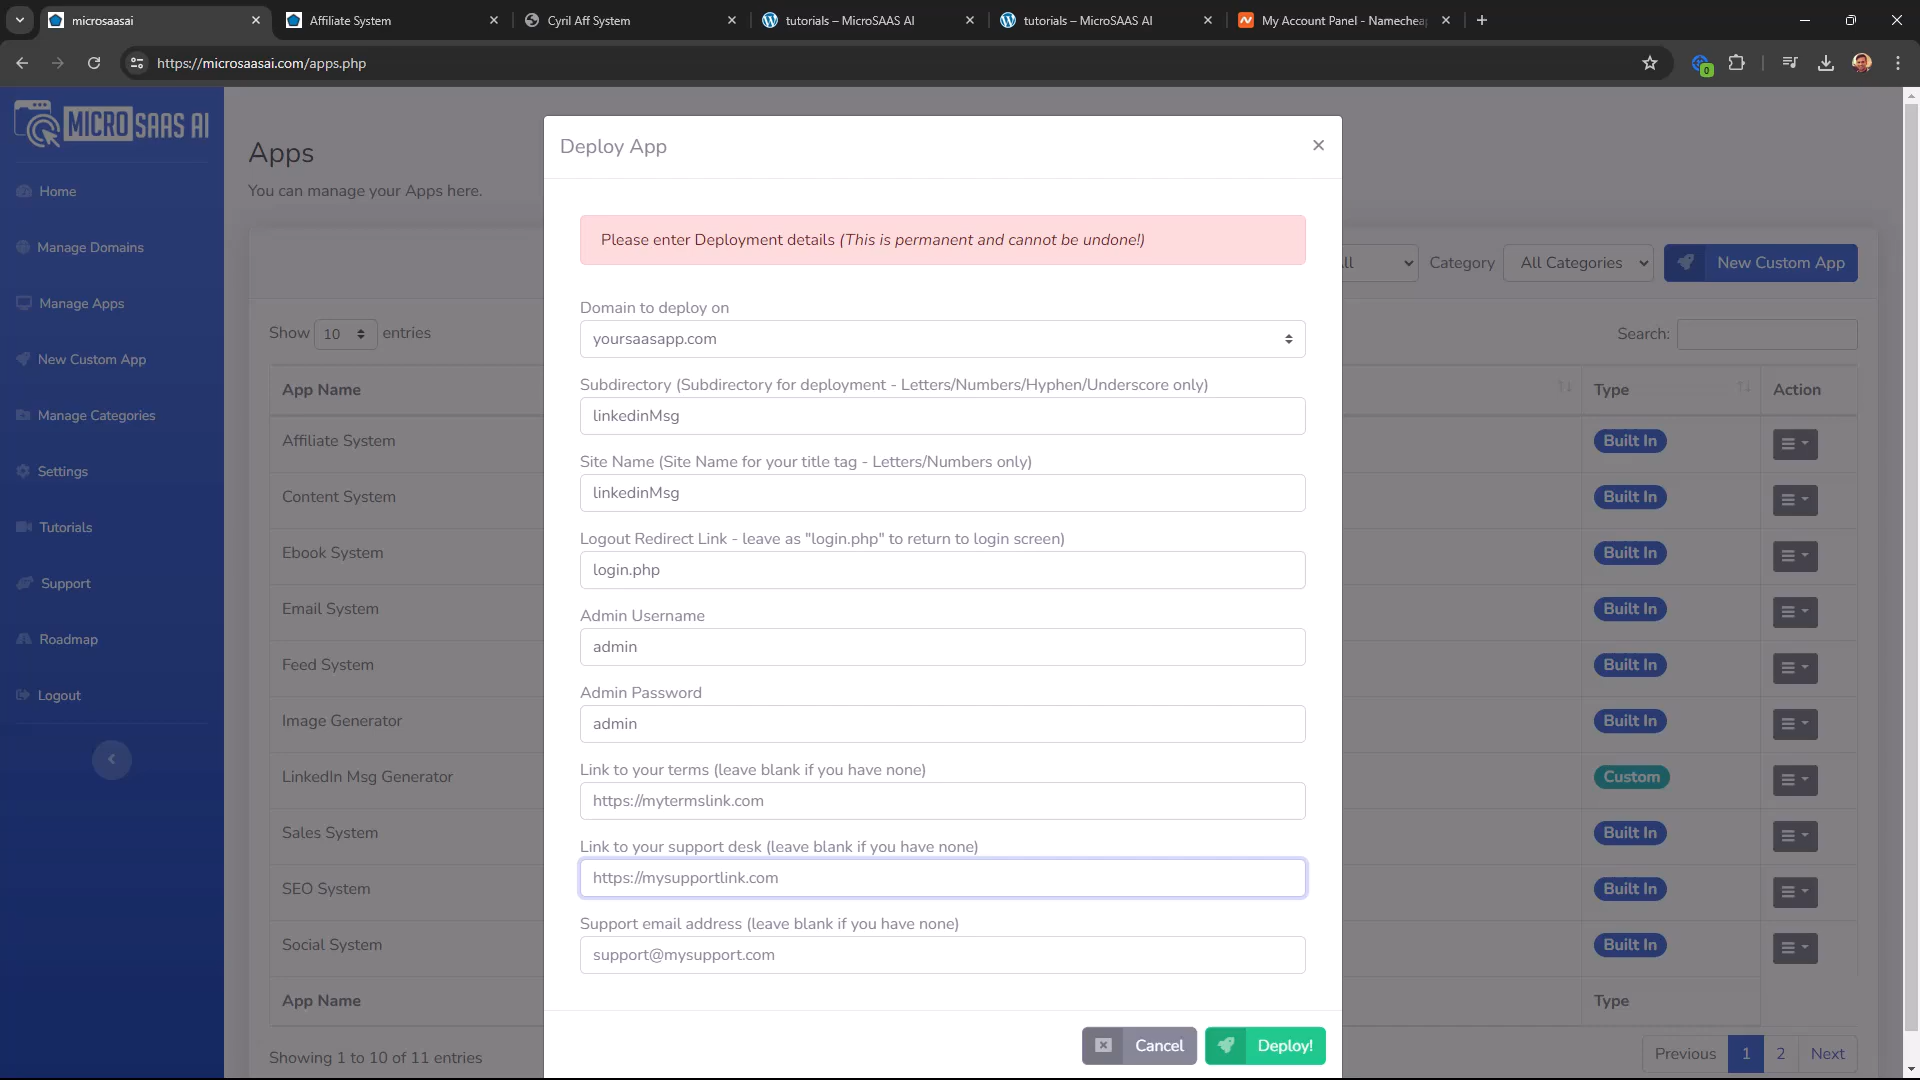 microsaasai
Affiliate System
Cyril Aff System
tutorials – MicroSAAS AI
tutorials – MicroSAAS AI
My Account Panel - Namechea
https://microsaasai.com/apps.php
0
MICRO SAAS AI
Home
Manage Domains
Manage Apps
New Custom App
Manage Categories
Settings
Tutorials
Support
Roadmap
Logout
Apps
You can manage your Apps here.
Category
All Categories
New Custom App
Show 10 entries
Search:
App Name
Type
Action
Affiliate System
Built In
Content System
Built In
Ebook System
Built In
Email System
Built In
Feed System
Built In
Image Generator
Built In
LinkedIn Msg Generator
Custom
Sales System
Built In
SEO System
Built In
Social System
Built In
App Name
Type
Showing 1 to 10 of 11 entries
Previous 1 2 Next
Deploy App
Please enter Deployment details (This is permanent and cannot be undone!)
Domain to deploy on
yoursaasapp.com
Subdirectory (Subdirectory for deployment - Letters/Numbers/Hyphen/Underscore only)
linkedinMsg
Site Name (Site Name for your title tag - Letters/Numbers only)
linkedinMsg
Logout Redirect Link - leave as "login.php" to return to login screen)
login.php
Admin Username
admin
Admin Password
admin
Link to your terms (leave blank if you have none)
https://mytermslink.com
Link to your support desk (leave blank if you have none)
https://mysupportlink.com
Support email address (leave blank if you have none)
support@mysupport.com
Cancel
Deploy!